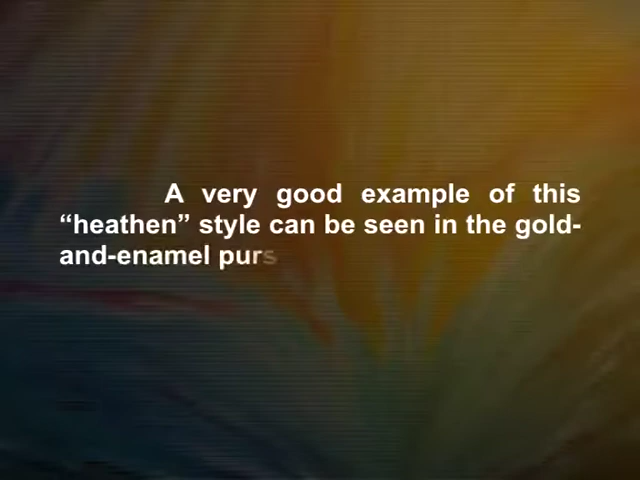 A very good example of this
“heathen” style can be seen in the gold-
and-enamel purs